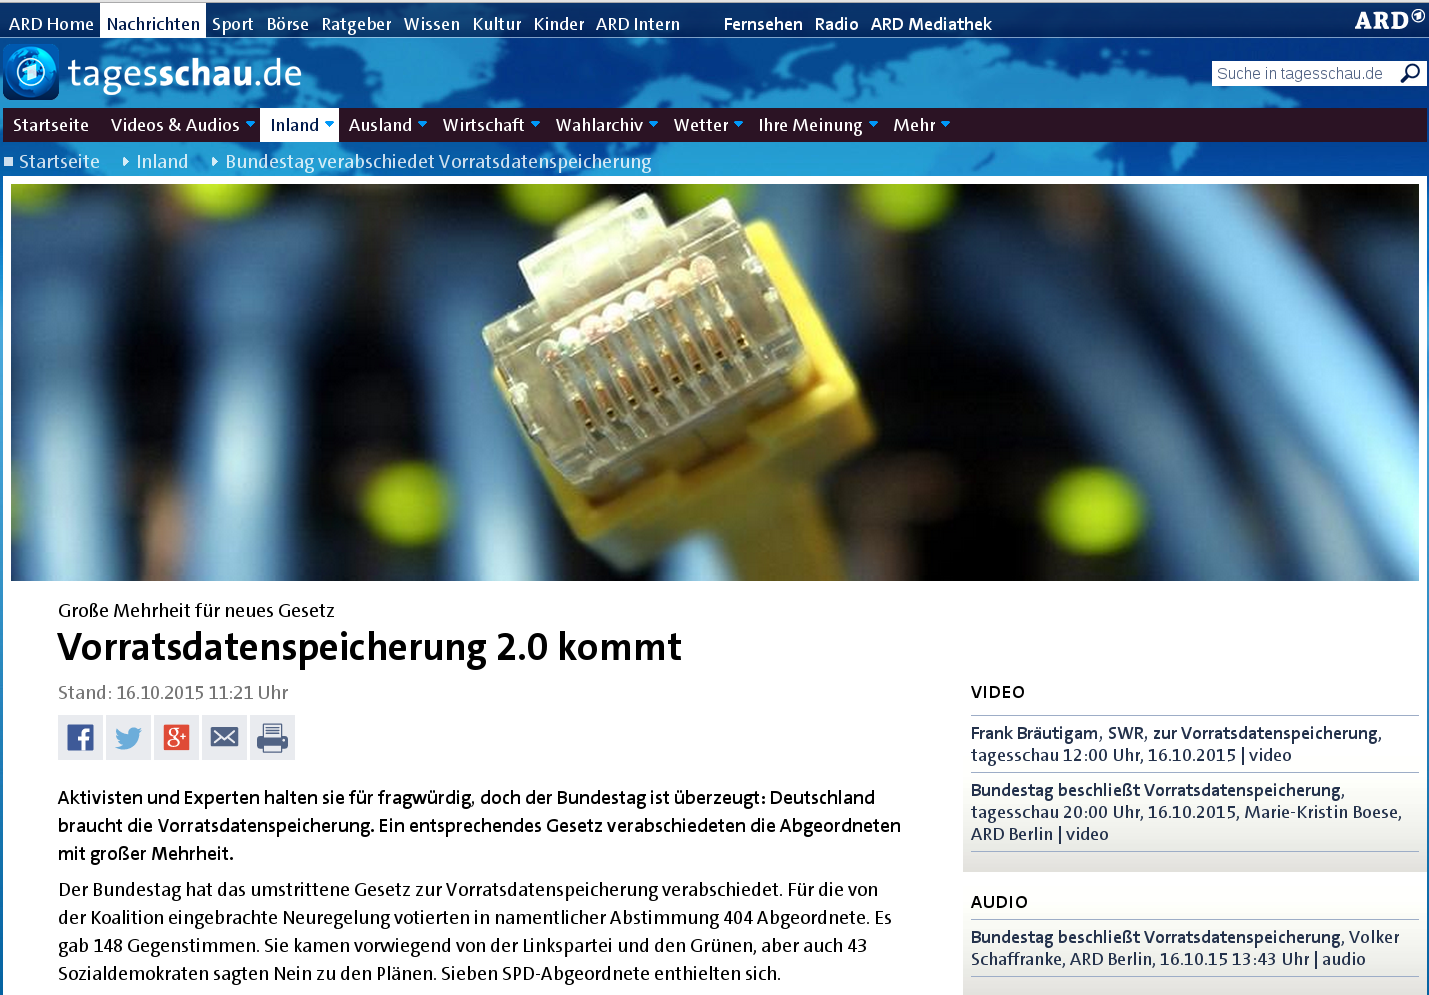 ARD Home Nachrichten Sport Börse Ratgeber Wissen Kultur Kinder ARD Intern Fernsehen Radio ARD Mediathek ARD 1
1 tagesschau.de
Suche in tagesschau.de
Startseite Videos & Audios Inland Ausland Wirtschaft Wahlarchiv Wetter Ihre Meinung Mehr
Startseite Inland Bundestag verabschiedet Vorratsdatenspeicherung
Große Mehrheit für neues Gesetz
Vorratsdatenspeicherung 2.0 kommt
Stand: 16.10.2015 11:21 Uhr
Aktivisten und Experten halten sie für fragwürdig, doch der Bundestag ist überzeugt: Deutschland
braucht die Vorratsdatenspeicherung. Ein entsprechendes Gesetz verabschiedeten die Abgeordneten
mit großer Mehrheit.
Der Bundestag hat das umstrittene Gesetz zur Vorratsdatenspeicherung verabschiedet. Für die von
der Koalition eingebrachte Neuregelung votierten in namentlicher Abstimmung 404 Abgeordnete. Es
gab 148 Gegenstimmen. Sie kamen vorwiegend von der Linkspartei und den Grünen, aber auch 43
Sozialdemokraten sagten Nein zu den Plänen. Sieben SPD-Abgeordnete enthielten sich.
VIDEO
Frank Bräutigam, SWR, zur Vorratsdatenspeicherung,
tagesschau 12:00 Uhr, 16.10.2015 | video
Bundestag beschließt Vorratsdatenspeicherung,
tagesschau 20:00 Uhr, 16.10.2015, Marie-Kristin Boese,
ARD Berlin | video
AUDIO
Bundestag beschließt Vorratsdatenspeicherung, Volker
Schaffranke, ARD Berlin, 16.10.15 13:43 Uhr | audio